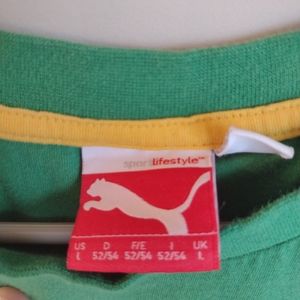 sportlifestyle™
US D F/E I UK
L 52/54 52/54 52/54 L